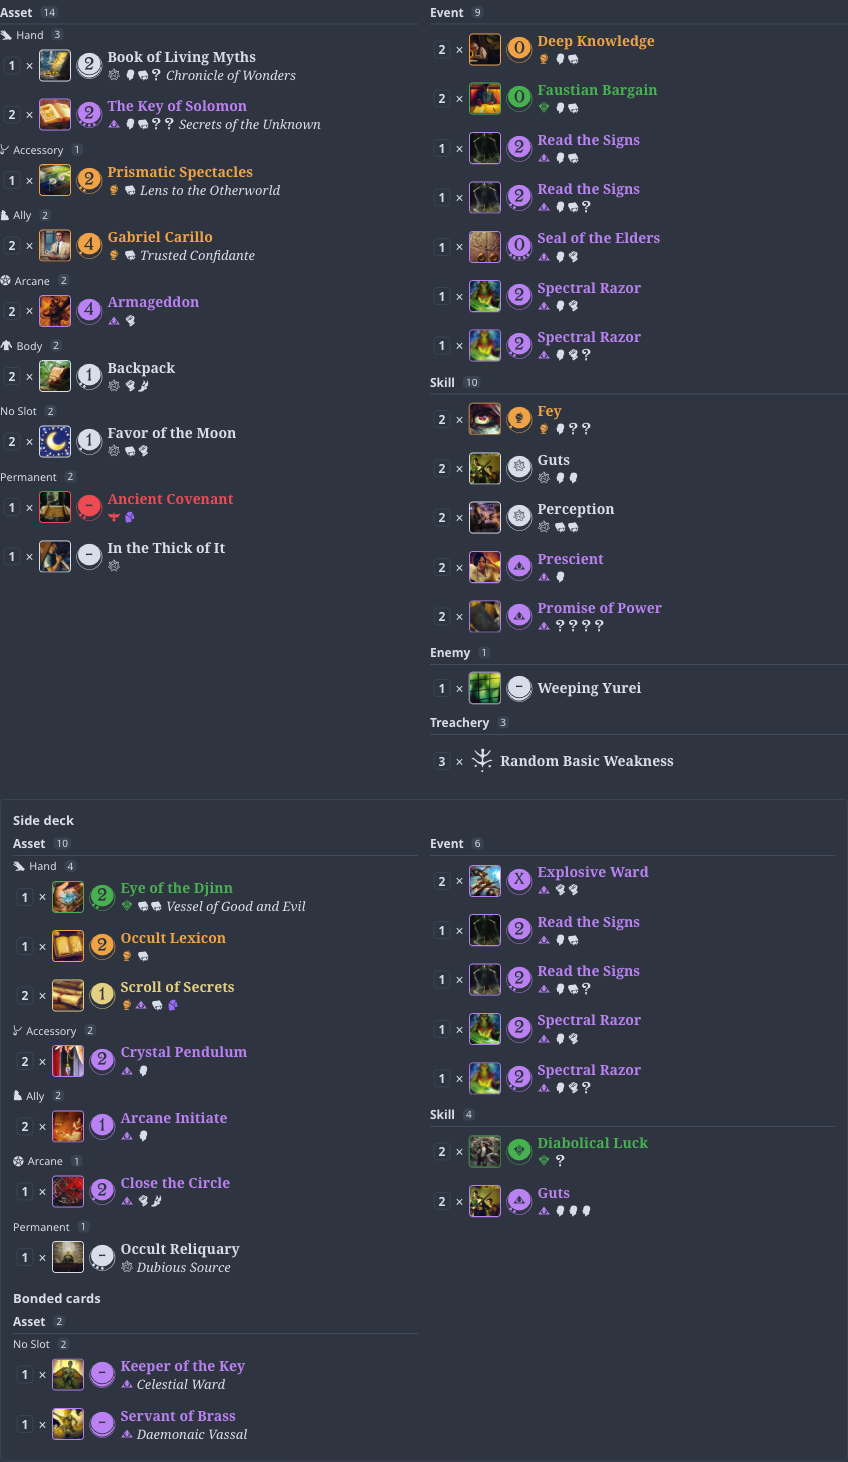 Asset 14
Hand 3
1 × 2 Book of Living Myths
? Chronicle of Wonders
2 × 2 The Key of Solomon
? ? Secrets of the Unknown
Accessory 1
1 × 2 Prismatic Spectacles
Lens to the Otherworld
Ally 2
2 × 4 Gabriel Carillo
Trusted Confidante
Arcane 2
2 × 4 Armageddon
Body 2
2 × 1 Backpack
No Slot 2
2 × 1 Favor of the Moon
Permanent 2
1 × – Ancient Covenant
1 × – In the Thick of It
Event 9
2 × 0 Deep Knowledge
2 × 0 Faustian Bargain
1 × 2 Read the Signs
1 × 2 Read the Signs
?
1 × 0 Seal of the Elders
1 × 2 Spectral Razor
1 × 2 Spectral Razor
?
Skill 10
2 × Fey
? ?
2 × Guts
2 × Perception
2 × Prescient
2 × Promise of Power
? ? ? ?
Enemy 1
1 × – Weeping Yurei
Treachery 3
3 × Random Basic Weakness
Side deck
Asset 10
Hand 4
1 × 2 Eye of the Djinn
Vessel of Good and Evil
1 × 2 Occult Lexicon
2 × 1 Scroll of Secrets
Accessory 2
2 × 2 Crystal Pendulum
Ally 2
2 × 1 Arcane Initiate
Arcane 1
1 × 2 Close the Circle
Permanent 1
1 × – Occult Reliquary
Dubious Source
Event 6
2 × X Explosive Ward
1 × 2 Read the Signs
1 × 2 Read the Signs
?
1 × 2 Spectral Razor
1 × 2 Spectral Razor
?
Skill 4
2 × Diabolical Luck
?
2 × Guts
Bonded cards
Asset 2
No Slot 2
1 × – Keeper of the Key
Celestial Ward
1 × – Servant of Brass
Daemonaic Vassal